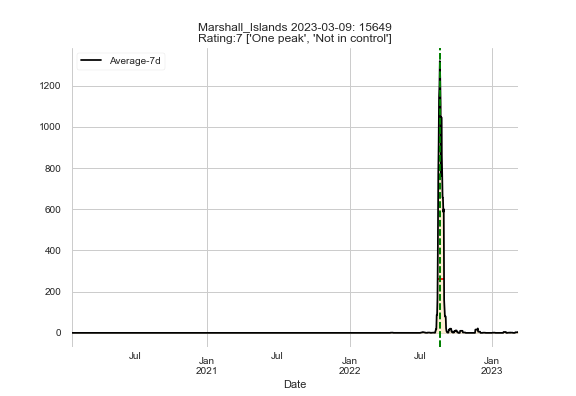 Marshall_Islands 2023-03-09: 15649
Rating:7 ['One peak', 'Not in control']
Average-7d
1200
1000
800
600
400
200
0
Jul
Jan
2021
Jul
Jan
2022
Jul
Jan
2023
Date